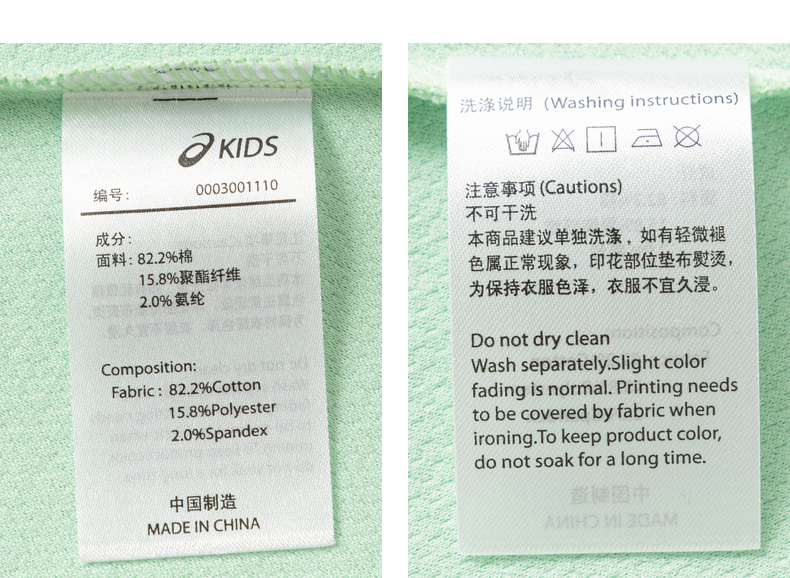 KIDS
编号: 0003001110
成分:
面料: 82.2%棉
15.8%聚酯纤维
2.0%氨纶
Composition:
Fabric : 82.2%Cotton
15.8%Polyester
2.0%Spandex
中国制造
MADE IN CHINA
洗涤说明 (Washing instructions)
注意事项 (Cautions)
不可干洗
本商品建议单独洗涤，如有轻微褪
色属正常现象，印花部位垫布熨烫，
为保持衣服色泽，衣服不宜久浸。
Do not dry clean
Wash separately.Slight color
fading is normal. Printing needs
to be covered by fabric when
ironing.To keep product color,
do not soak for a long time.